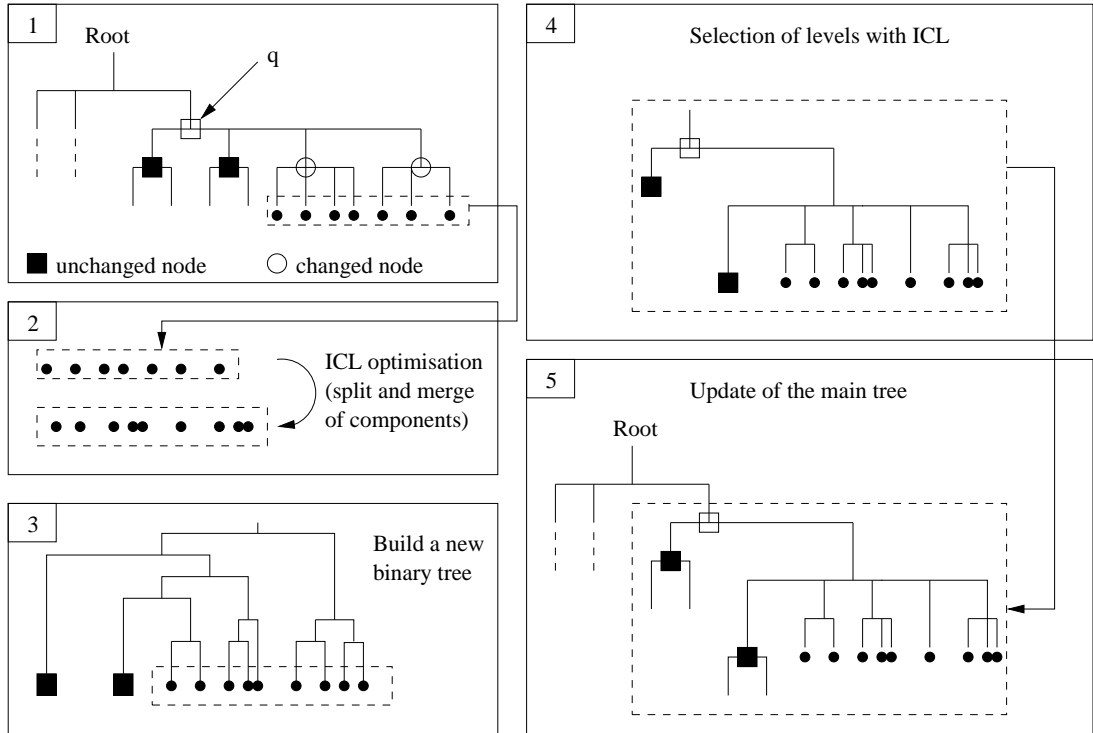 1
Root
q
unchanged node
changed node
2
ICL optimisation
(split and merge
of components)
3
Build a new
binary tree
4
Selection of levels with ICL
5
Update of the main tree
Root